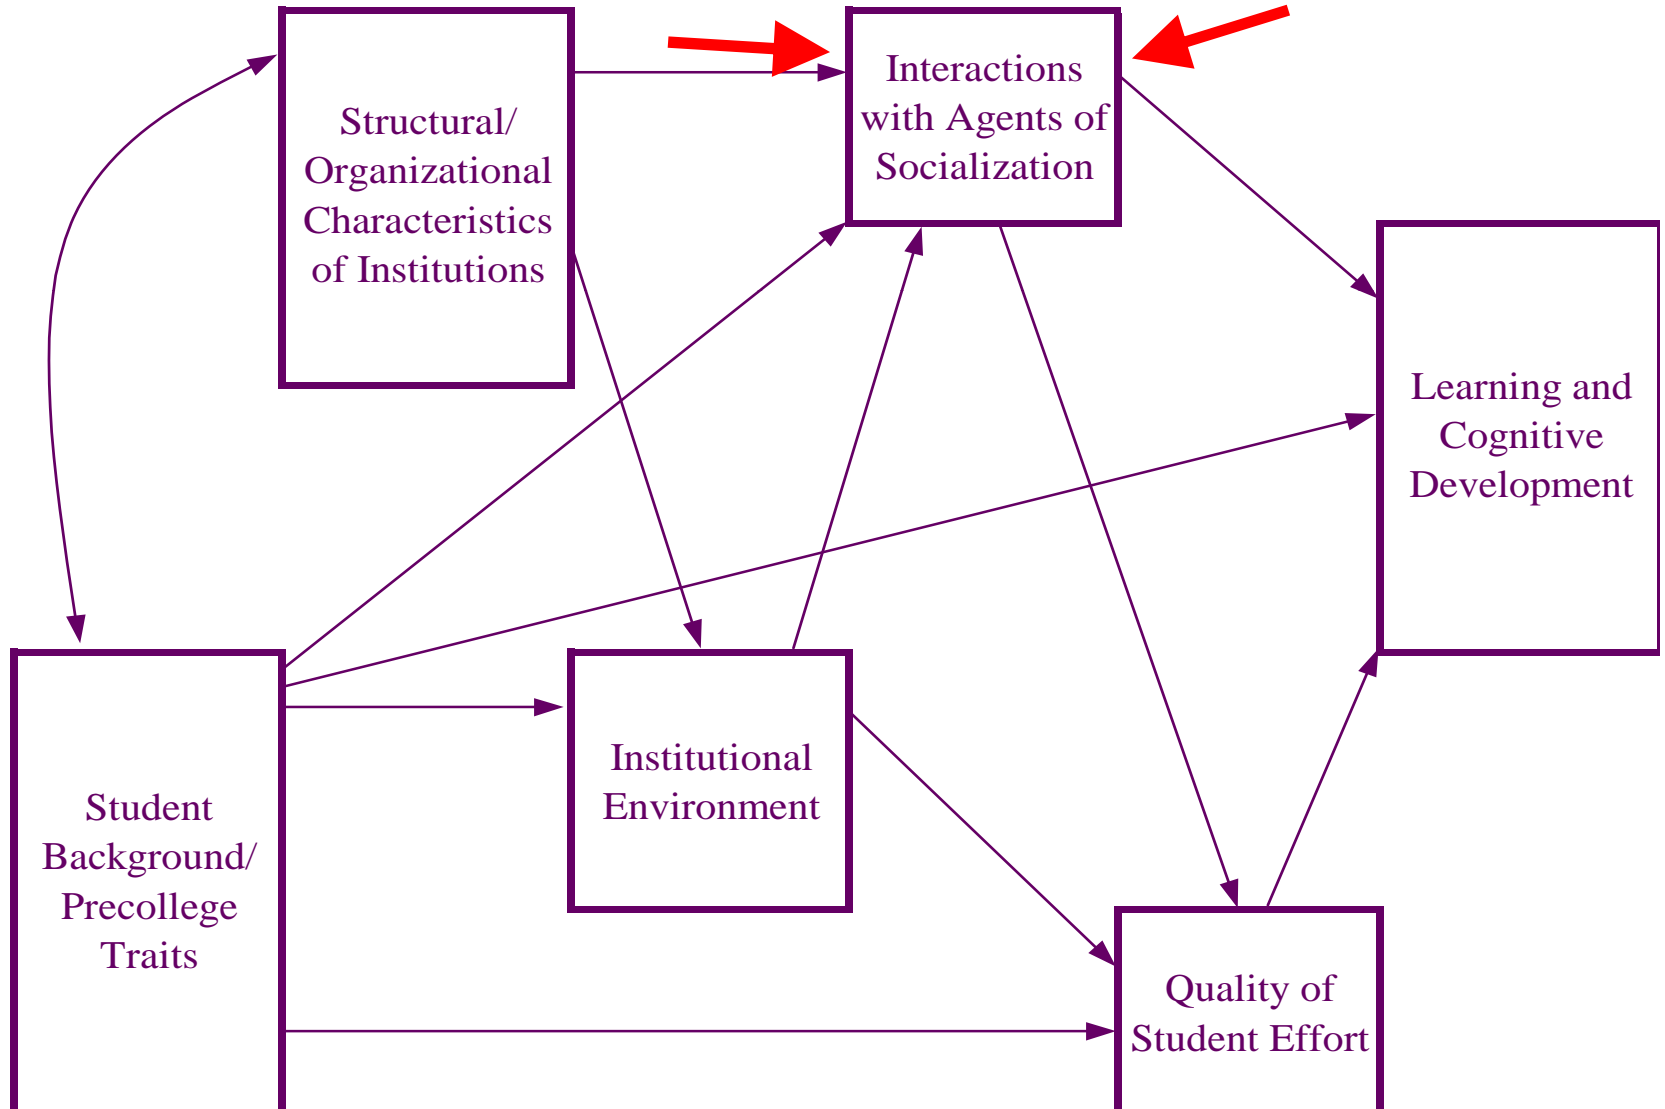 Structural/
Organizational
Characteristics
of Institutions
Interactions
with Agents of
Socialization
Learning and
Cognitive
Development
Student
Background/
Precollege
Traits
Institutional
Environment
Quality of
Student Effort